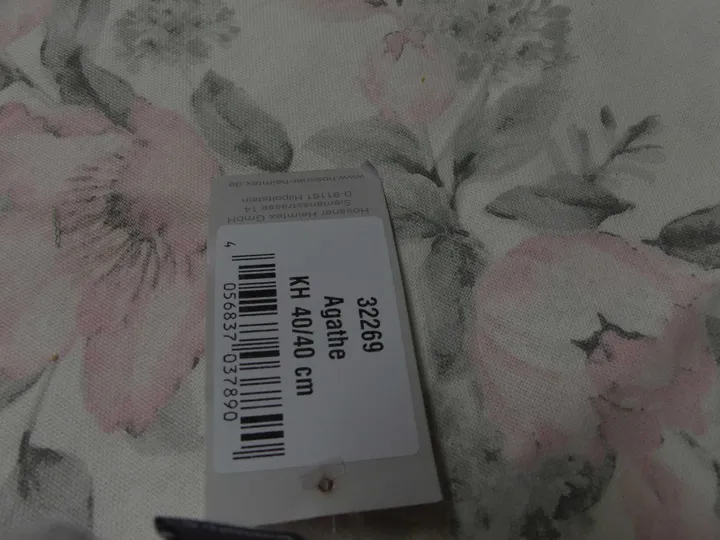 32269
Agathe
KH 40/40 cm
4 056837 037890
Hossner Heimtex GmbH
Siemensstrasse 14
D-91161 Hilpoltstein
www.hossner-heimtex.de